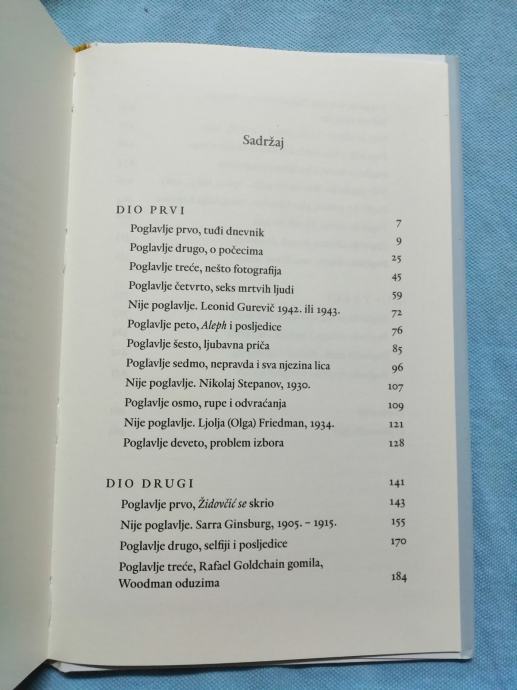 Sadržaj
DIO PRVI 7
Poglavlje prvo, tuđi dnevnik 9
Poglavlje drugo, o počecima 25
Poglavlje treće, nešto fotografija 45
Poglavlje četvrto, seks mrtvih ljudi 59
Nije poglavlje. Leonid Gurevič 1942. ili 1943. 72
Poglavlje peto, Aleph i posljedice 76
Poglavlje šesto, ljubavna priča 85
Poglavlje sedmo, nepravda i sva njezina lica 96
Nije poglavlje. Nikolaj Stepanov, 1930. 107
Poglavlje osmo, rupe i odvraćanja 109
Nije poglavlje. Ljolja (Olga) Friedman, 1934. 121
Poglavlje deveto, problem izbora 128
DIO DRUGI 141
Poglavlje prvo, Židovčić se skrio 143
Nije poglavlje. Sarra Ginsburg, 1905. – 1915. 155
Poglavlje drugo, selfiji i posljedice 170
Poglavlje treće, Rafael Goldchain gomila,
Woodman oduzima 184